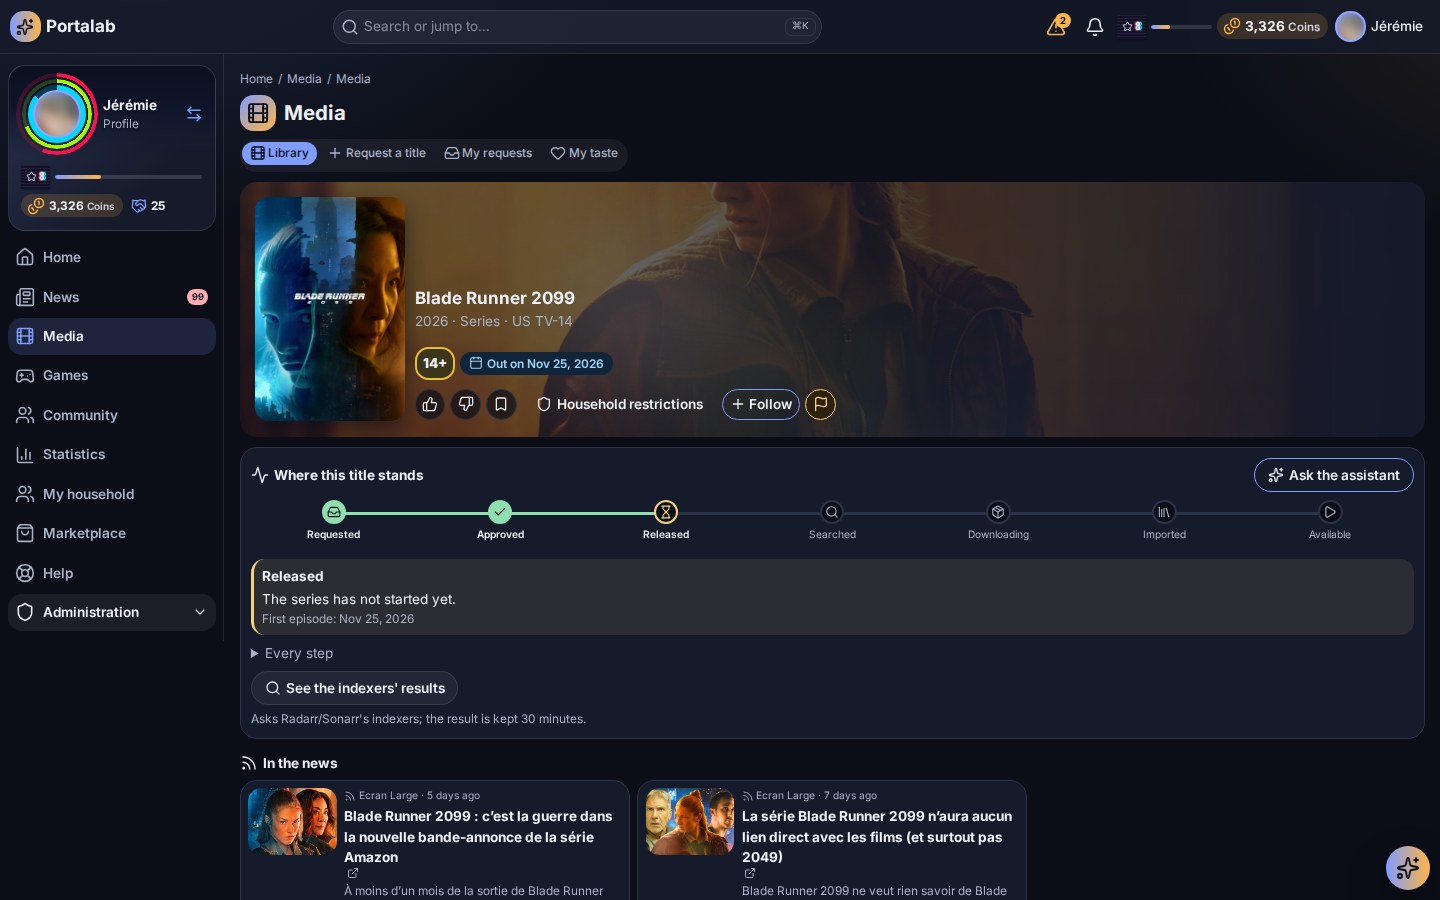 Portalab
Search or jump to...
⌘K
2
3,326 Coins
Jérémie
Jérémie
Profile
3,326 Coins
25
Home
News
99
Media
Games
Community
Statistics
My household
Marketplace
Help
Administration
Home / Media / Media
Media
Library
Request a title
My requests
My taste
BLADE RUNNER
2099
Blade Runner 2099
2026 · Series · US TV-14
14+
Out on Nov 25, 2026
Household restrictions
Follow
Where this title stands
Ask the assistant
Requested
Approved
Released
Searched
Downloading
Imported
Available
Released
The series has not started yet.
First episode: Nov 25, 2026
Every step
See the indexers' results
Asks Radarr/Sonarr's indexers; the result is kept 30 minutes.
In the news
Ecran Large · 5 days ago
Blade Runner 2099 : c’est la guerre dans
la nouvelle bande-annonce de la série
Amazon
À moins d’un mois de la sortie de Blade Runner
Ecran Large · 7 days ago
La série Blade Runner 2099 n’aura aucun
lien direct avec les films (et surtout pas
2049)
Blade Runner 2099 ne veut rien savoir de Blade